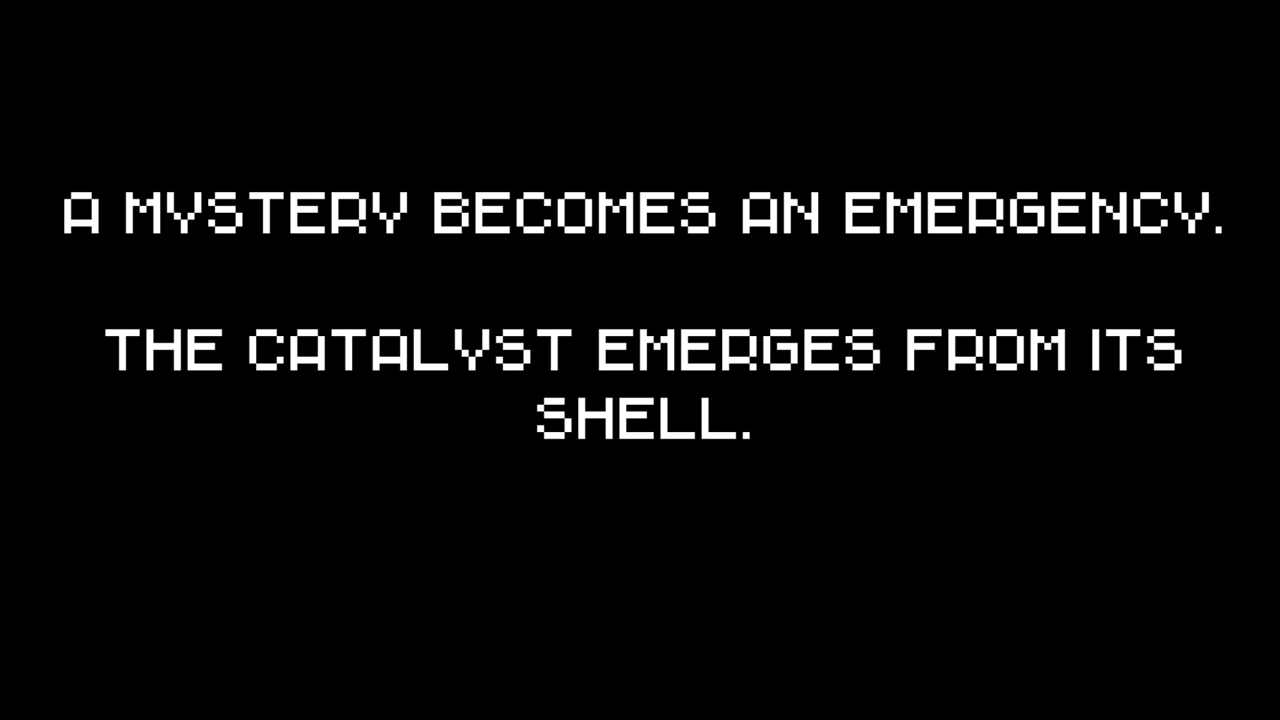 A MYSTERY BECOMES AN EMERGENCY.
THE CATALYST EMERGES FROM ITS
SHELL.